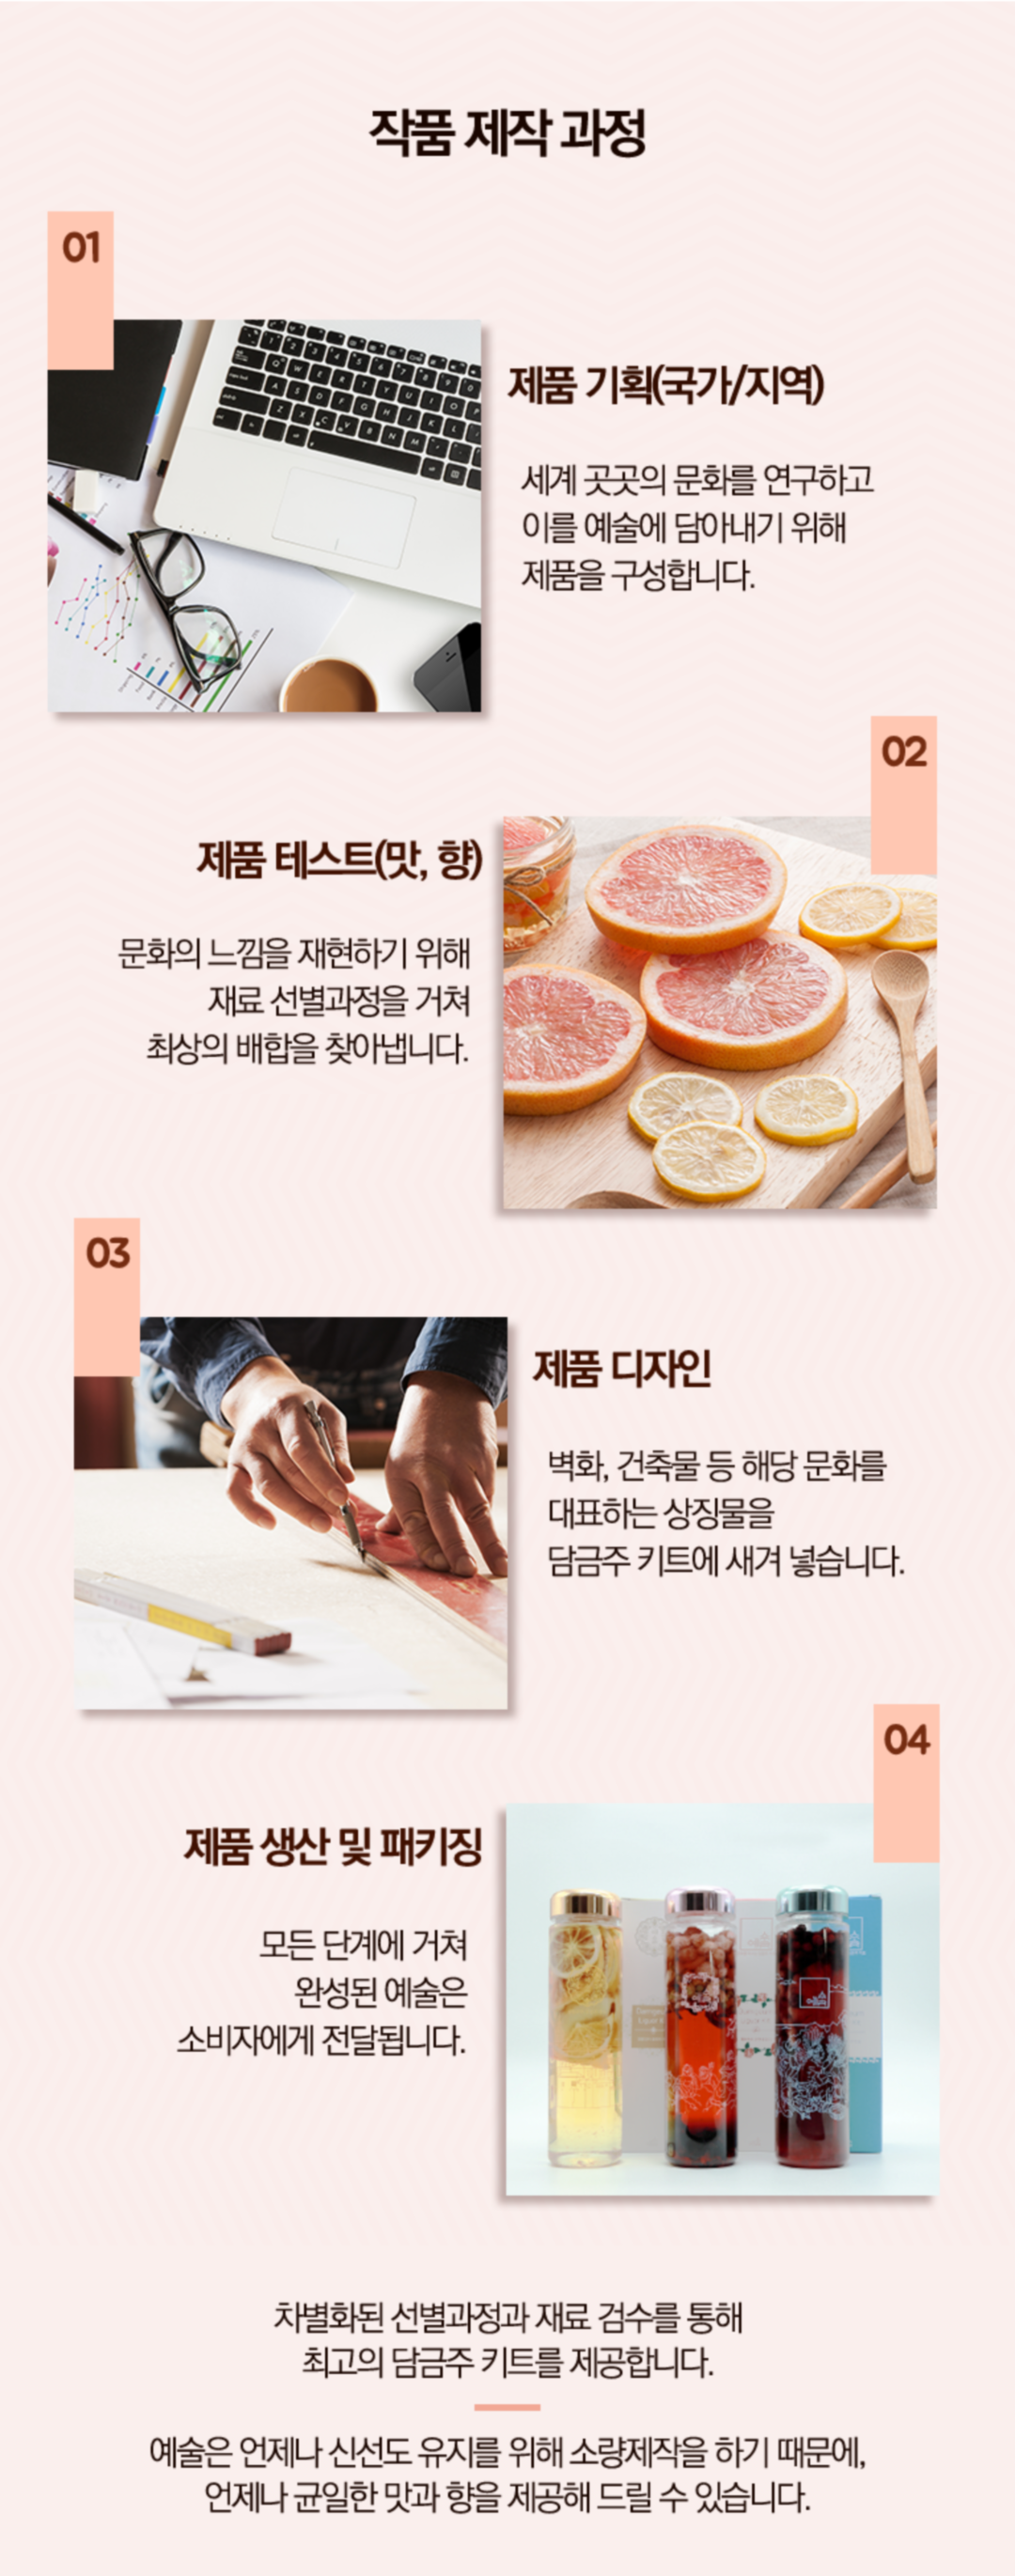 작품 제작 과정
01
제품 기획(국가/지역)
세계 곳곳의 문화를 연구하고
이를 예술에 담아내기 위해
제품을 구성합니다.
02
제품 테스트(맛, 향)
문화의 느낌을 재현하기 위해
재료 선별과정을 거쳐
최상의 배합을 찾아냅니다.
03
제품 디자인
벽화, 건축물 등 해당 문화를
대표하는 상징물을
담금주 키트에 새겨 넣습니다.
04
제품 생산 및 패키징
모든 단계에 거쳐
완성된 예술은
소비자에게 전달됩니다.
차별화된 선별과정과 재료 검수를 통해
최고의 담금주 키트를 제공합니다.
예술은 언제나 신선도 유지를 위해 소량제작을 하기 때문에,
언제나 균일한 맛과 향을 제공해 드릴 수 있습니다.